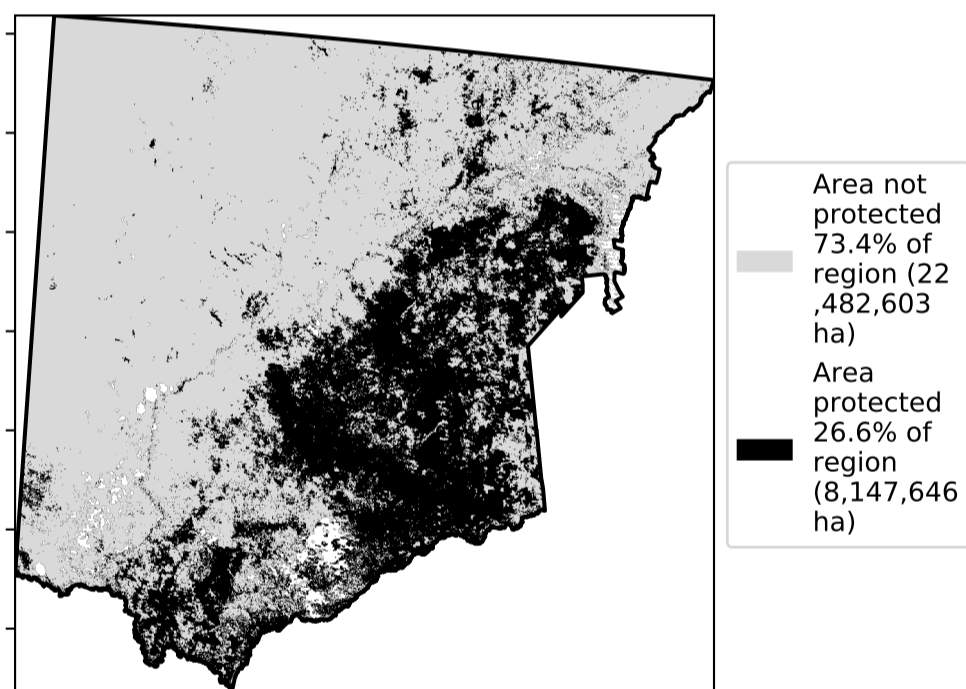 Area not
protected
73.4% of
region (22
,482,603
ha)
Area
protected
26.6% of
region
(8,147,646
ha)